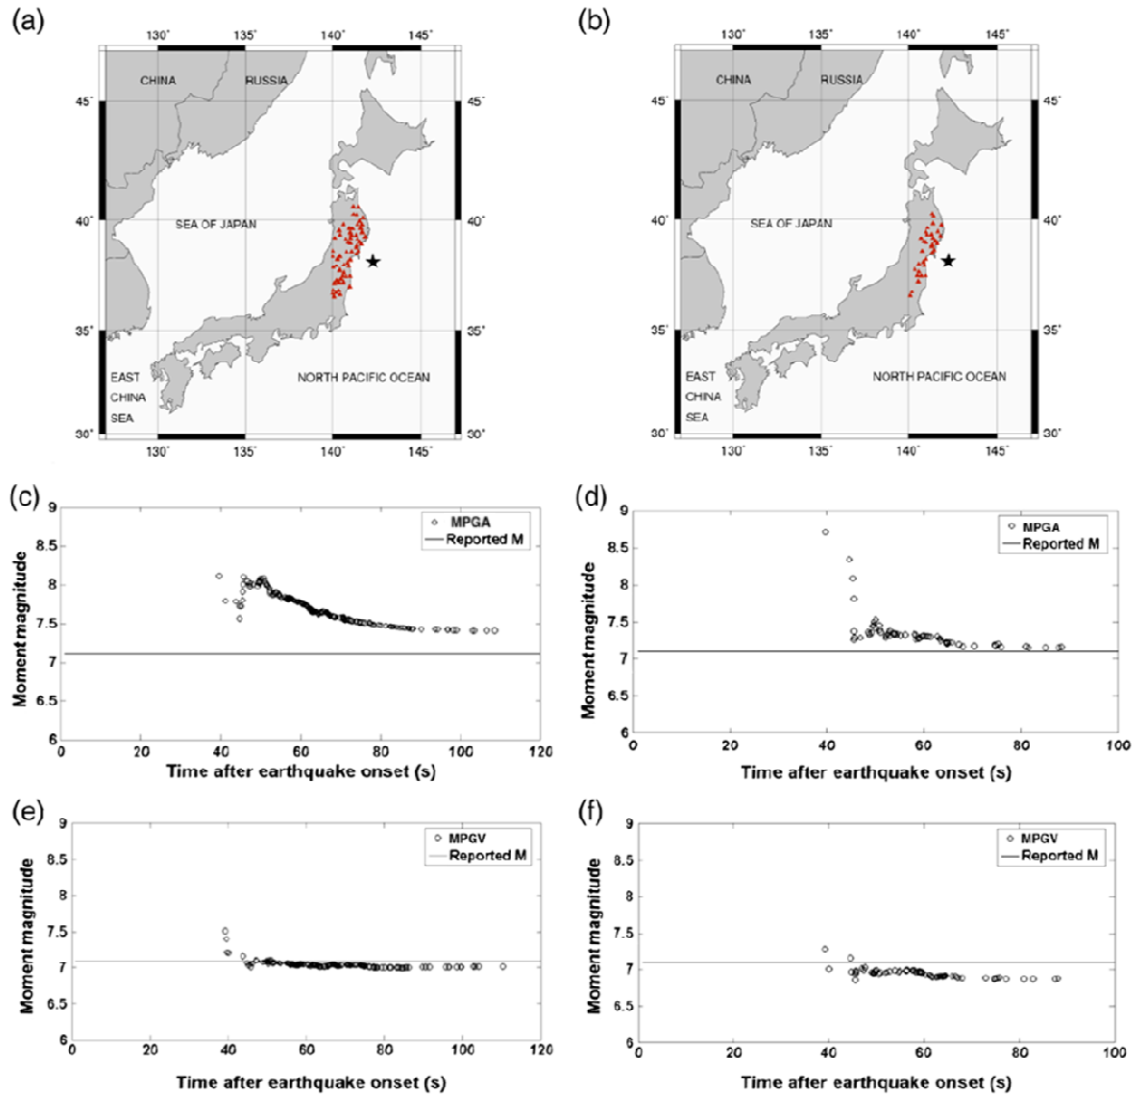 (a) (b)
130° 135° 140° 145° 130° 135° 140° 145°
CHINA RUSSIA CHINA RUSSIA
45° 45° 45° 45°
40° 40° 40° 40°
SEA OF JAPAN SEA OF JAPAN
35° 35° 35° 35°
EAST NORTH PACIFIC OCEAN EAST NORTH PACIFIC OCEAN
CHINA CHINA
SEA SEA
30° 30° 30° 30°
130° 135° 140° 145° 130° 135° 140° 145°
(c)
Moment magnitude
9
8.5
8
7.5
7
6.5
6
MPGA
Reported M
0 20 40 60 80 100 120
Time after earthquake onset (s)
(d)
Moment magnitude
9
8.5
8
7.5
7
6.5
6
MPGA
Reported M
0 20 40 60 80 100
Time after earthquake onset (s)
(e)
Moment magnitude
9
8.5
8
7.5
7
6.5
6
MPGV
Reported M
0 20 40 60 80 100 120
Time after earthquake onset (s)
(f)
Moment magnitude
9
8.5
8
7.5
7
6.5
6
MPGV
Reported M
0 20 40 60 80 100
Time after earthquake onset (s)